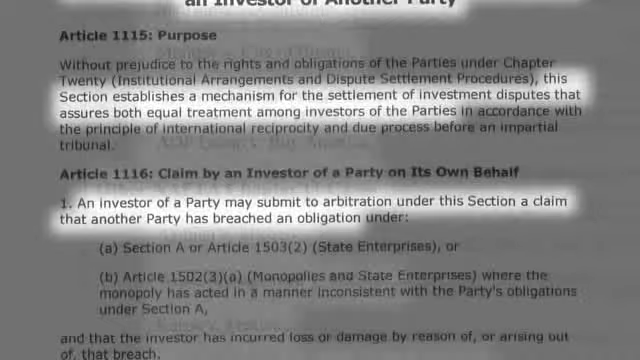 an Investor of Another Party
Article 1115: Purpose
Without prejudice to the rights and obligations of the Parties under Chapter
Twenty (Institutional Arrangements and Dispute Settlement Procedures), this
Section establishes a mechanism for the settlement of investment disputes that
assures both equal treatment among investors of the Parties in accordance with
the principle of international reciprocity and due process before an impartial
tribunal.
Article 1116: Claim by an Investor of a Party on Its Own Behalf
1. An investor of a Party may submit to arbitration under this Section a claim
that another Party has breached an obligation under:
(a) Section A or Article 1503(2) (State Enterprises), or
(b) Article 1502(3)(a) (Monopolies and State Enterprises) where the
monopoly has acted in a manner inconsistent with the Party's obligations
under Section A,
and that the investor has incurred loss or damage by reason of, or arising out
of, that breach.